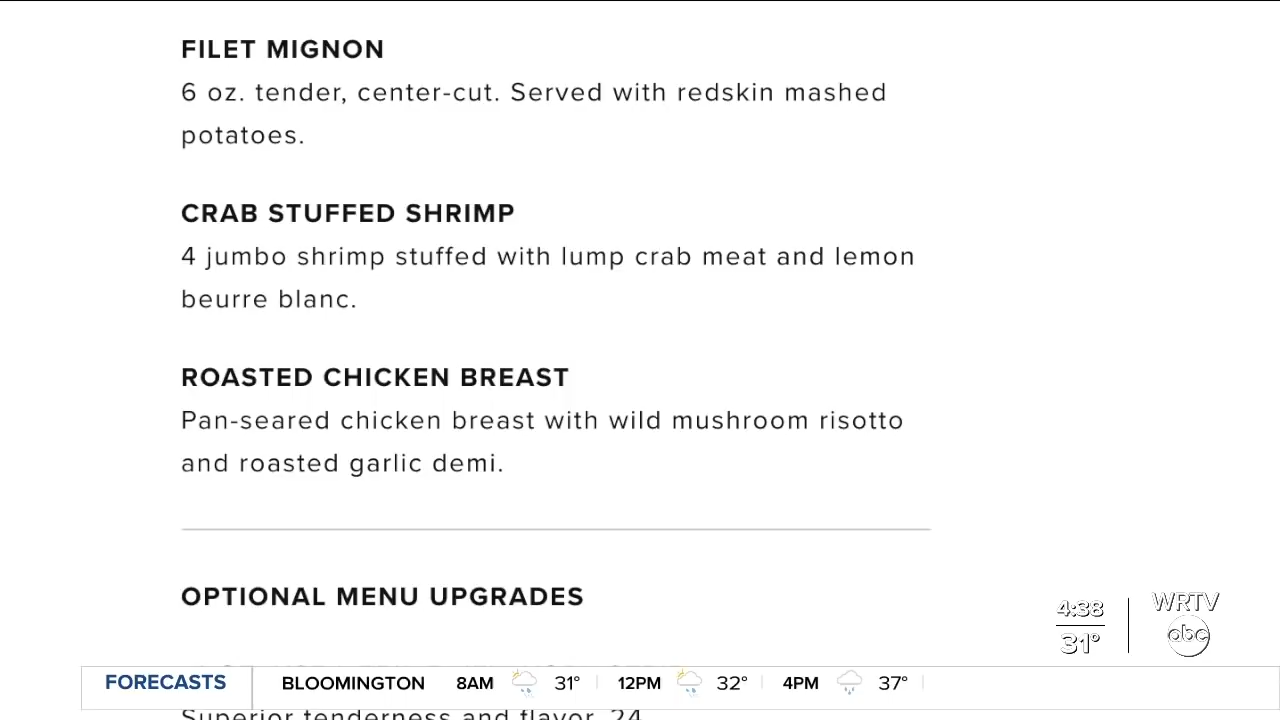 FILET MIGNON
6 oz. tender, center-cut. Served with redskin mashed
potatoes.
CRAB STUFFED SHRIMP
4 jumbo shrimp stuffed with lump crab meat and lemon
beurre blanc.
ROASTED CHICKEN BREAST
Pan-seared chicken breast with wild mushroom risotto
and roasted garlic demi.
OPTIONAL MENU UPGRADES
4:38
31°
WRTV
abc
FORECASTS BLOOMINGTON 8AM 31° 12PM 32° 4PM 37°
Superior tenderness and flavor. 24